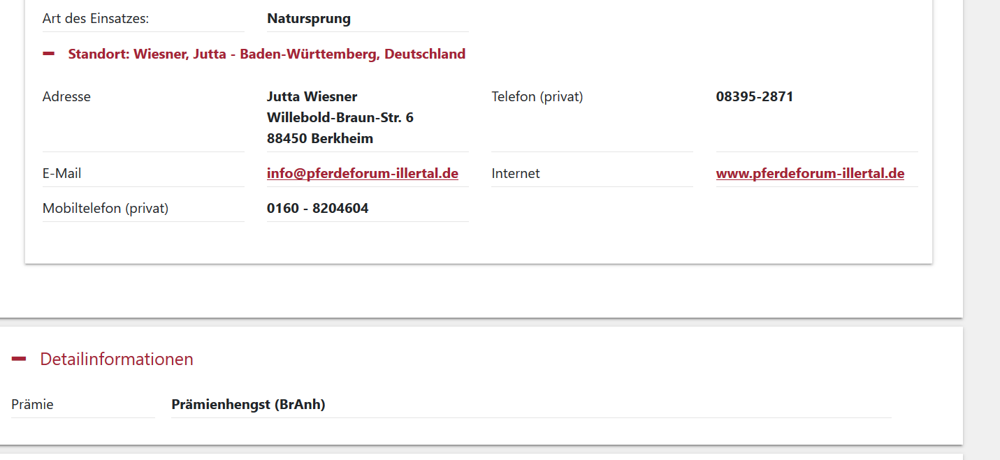 Art des Einsatzes: Natursprung
Standort: Wiesner, Jutta - Baden-Württemberg, Deutschland
Adresse Jutta Wiesner Telefon (privat) 08395-2871
Willebold-Braun-Str. 6
88450 Berkheim
E-Mail info@pferdeforum-illertal.de Internet www.pferdeforum-illertal.de
Mobiltelefon (privat) 0160 - 8204604
Detailinformationen
Prämie Prämienhengst (BrAnh)